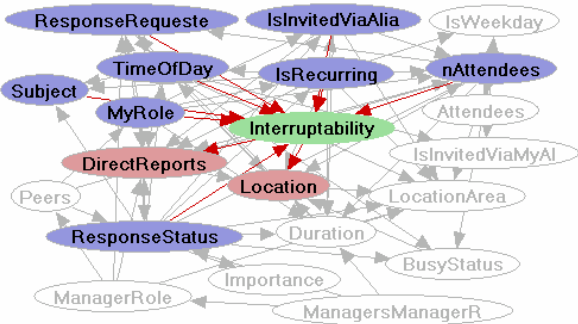 ResponseRequeste
IsInvitedViaAlia
IsWeekday
TimeOfDay
IsRecurring
nAttendees
Subject
MyRole
Attendees
Interruptability
IsInvitedViaMyAl
DirectReports
Location
Peers
LocationArea
ResponseStatus
Duration
BusyStatus
Importance
ManagerRole
ManagersManagerR